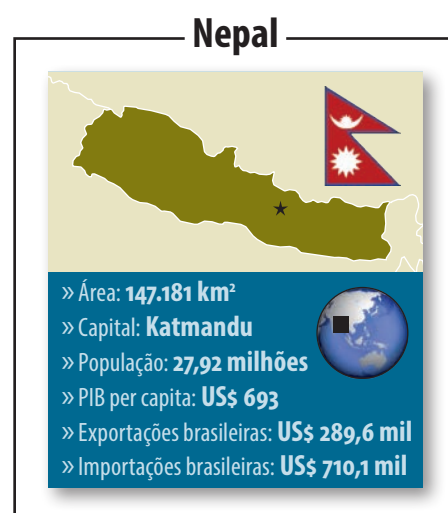 Nepal
» Área: 147.181 km²
» Capital: Katmandu
» População: 27,92 milhões
» PIB per capita: US$ 693
» Exportações brasileiras: US$ 289,6 mil
» Importações brasileiras: US$ 710,1 mil